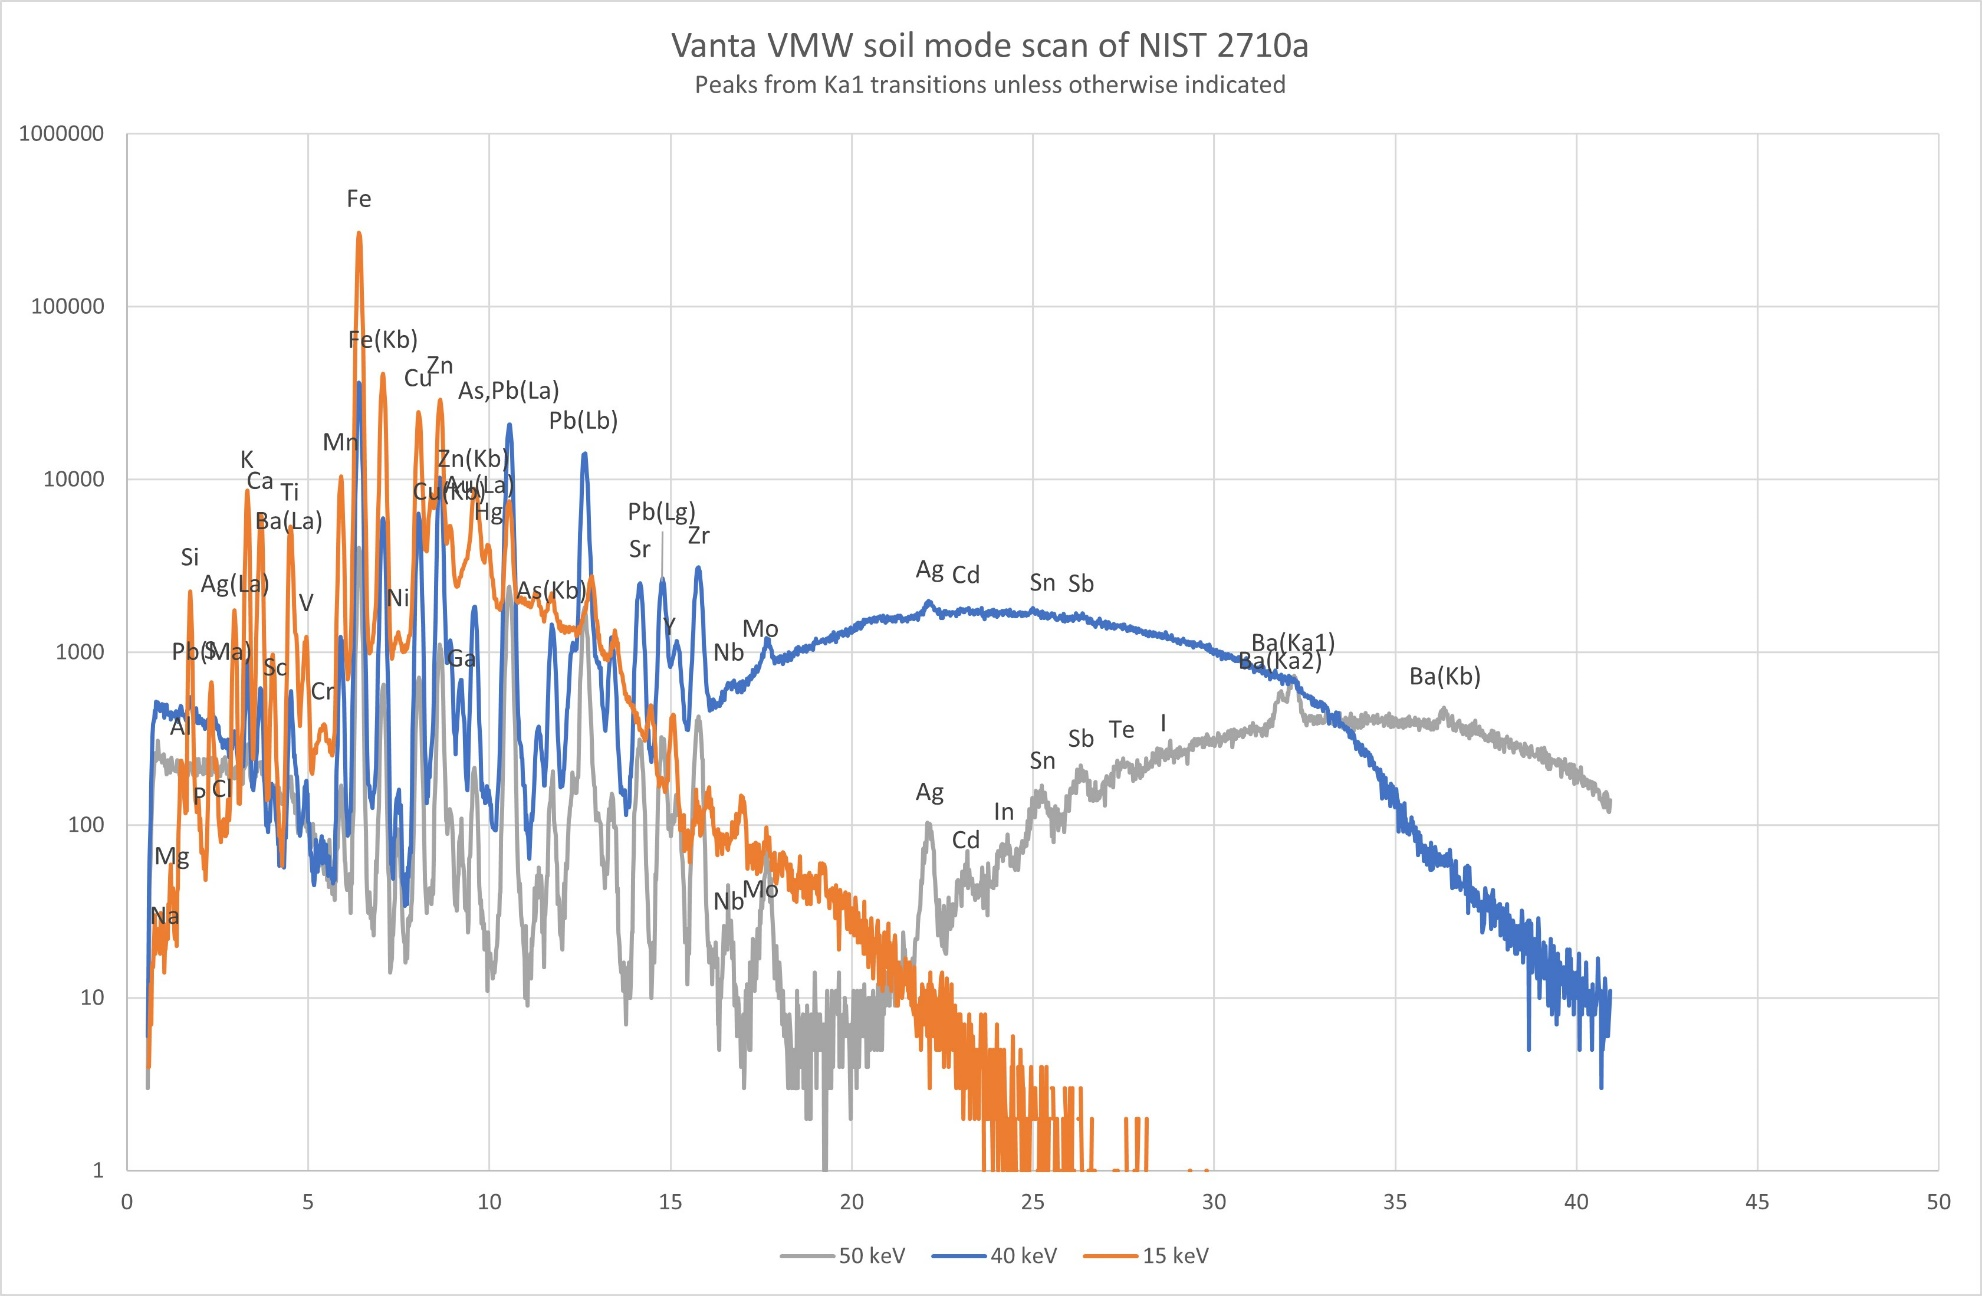 Vanta VMW soil mode scan of NIST 2710a
Peaks from Ka1 transitions unless otherwise indicated
1000000
100000
10000
1000
100
10
1
Fe
Fe(Kb)
Zn
Cu
As,Pb(La)
Pb(Lb)
Mn
K
Ca
Ti
Ba(La)
Zn(Kb)
Au(La)
Cu(Kb)
Hg
Pb(Lg)
Zr
Sr
Si
Ag(La)
V
Ni
As(Kb)
Y
Pb(Ma)
S
Sc
Ga
Cr
Al
P
Cl
Mg
Na
Nb
Mo
Nb
Mo
Ag
Cd
Sn
Sb
Ba(Ka1)
Ba(Ka2)
Ba(Kb)
Ag
Cd
In
Sn
Sb
Te
I
0 5 10 15 20 25 30 35 40 45 50
50 keV 40 keV 15 keV